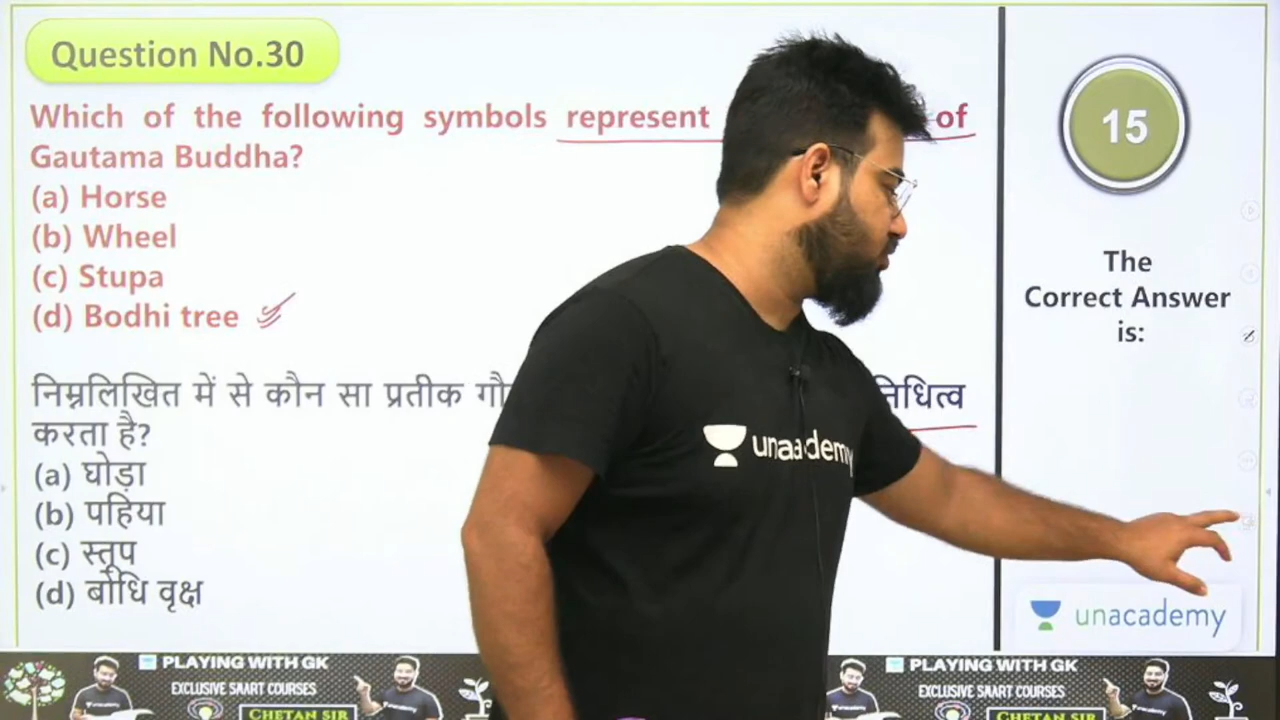 Question No.30
Which of the following symbols represent of
Gautama Buddha?
(a) Horse
(b) Wheel
(c) Stupa
(d) Bodhi tree
निम्नलिखित में से कौन सा प्रतीक
करता है?
(a) घोड़ा
(b) पहिया
(c) स्तूप
(d) बोधि वृक्ष
15
The
Correct Answer
is:
unacademy
unacademy
PLAYING WITH GK
EXCLUSIVE SMART COURSES
CHETAN SIR
PLAYING WITH GK
EXCLUSIVE SMART COURSES
CHETAN SIR